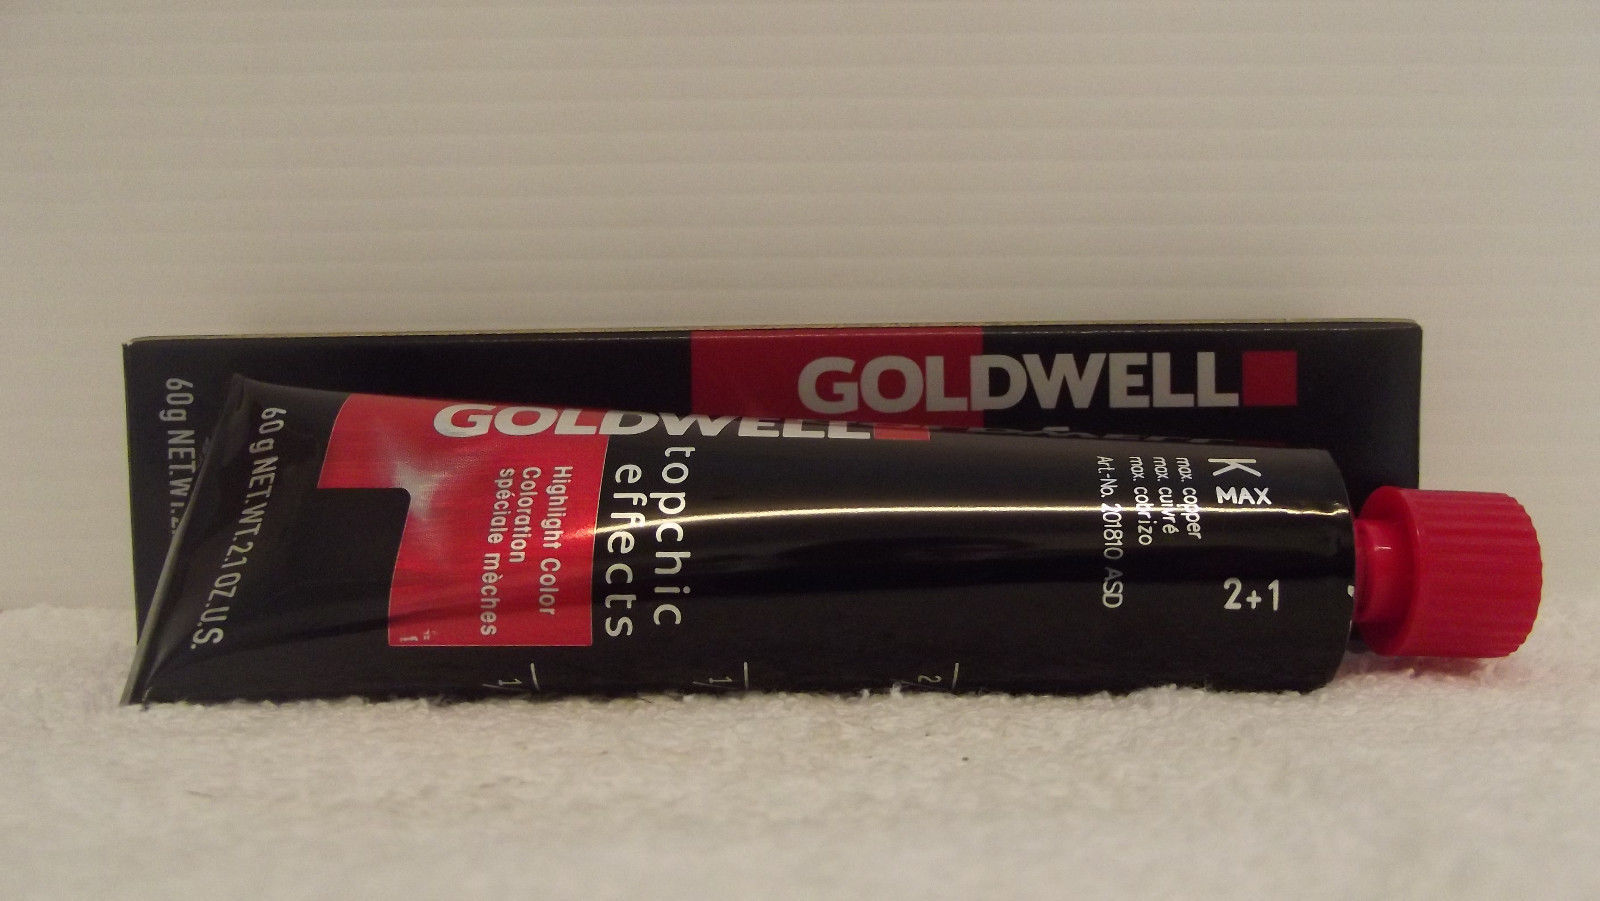 GOLDWELL
60g NET.WT.
GOLDWELL
topchic
effects
Highlight Color
Coloration
spéciale mèches
60 g NET.WT.2.1 OZ.U.S.
K
MAX
max. copper
max. cuivré
max. cobrizo
Art.-No. 201810 ASD
2+1